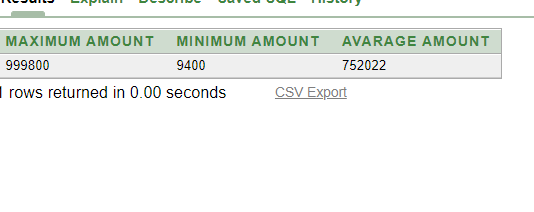 Results Explain Describe Saved SQL History
MAXIMUM AMOUNT MINIMUM AMOUNT AVARAGE AMOUNT
999800 9400 752022
1 rows returned in 0.00 seconds CSV Export